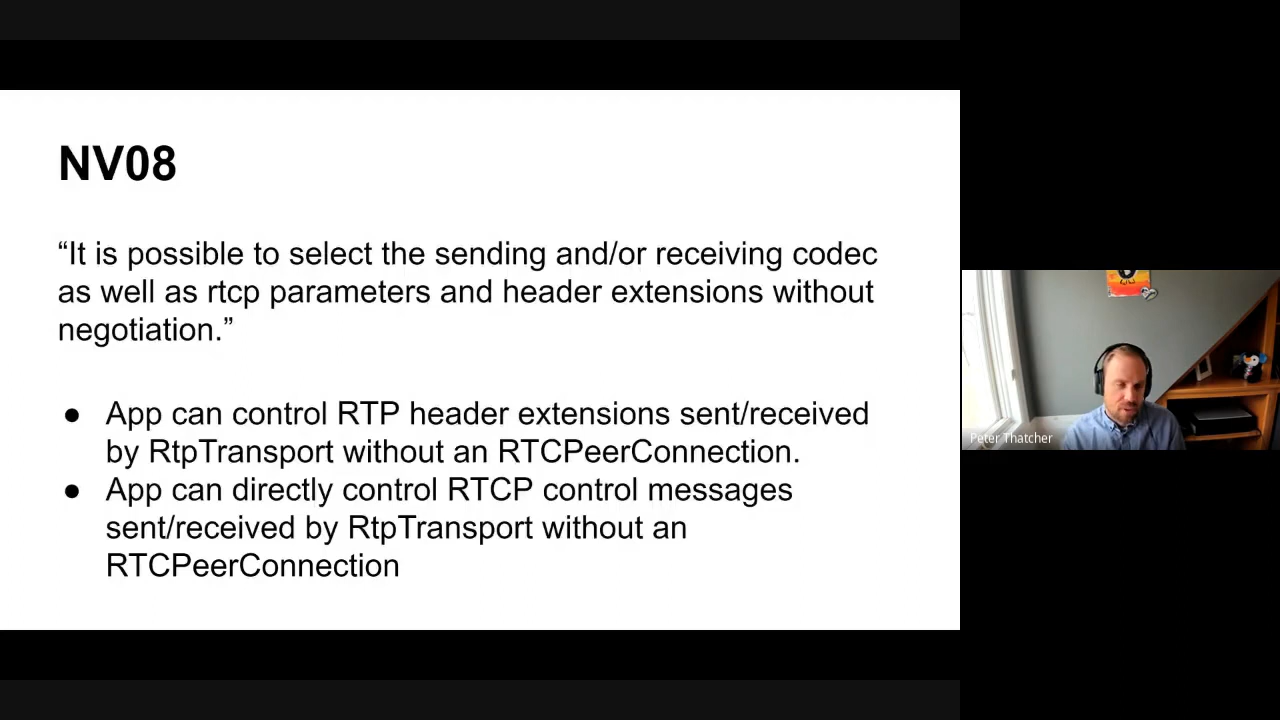 NV08
“It is possible to select the sending and/or receiving codec
as well as rtcp parameters and header extensions without
negotiation.”
● App can control RTP header extensions sent/received
by RtpTransport without an RTCPeerConnection.
● App can directly control RTCP control messages
sent/received by RtpTransport without an
RTCPeerConnection
Peter Thatcher